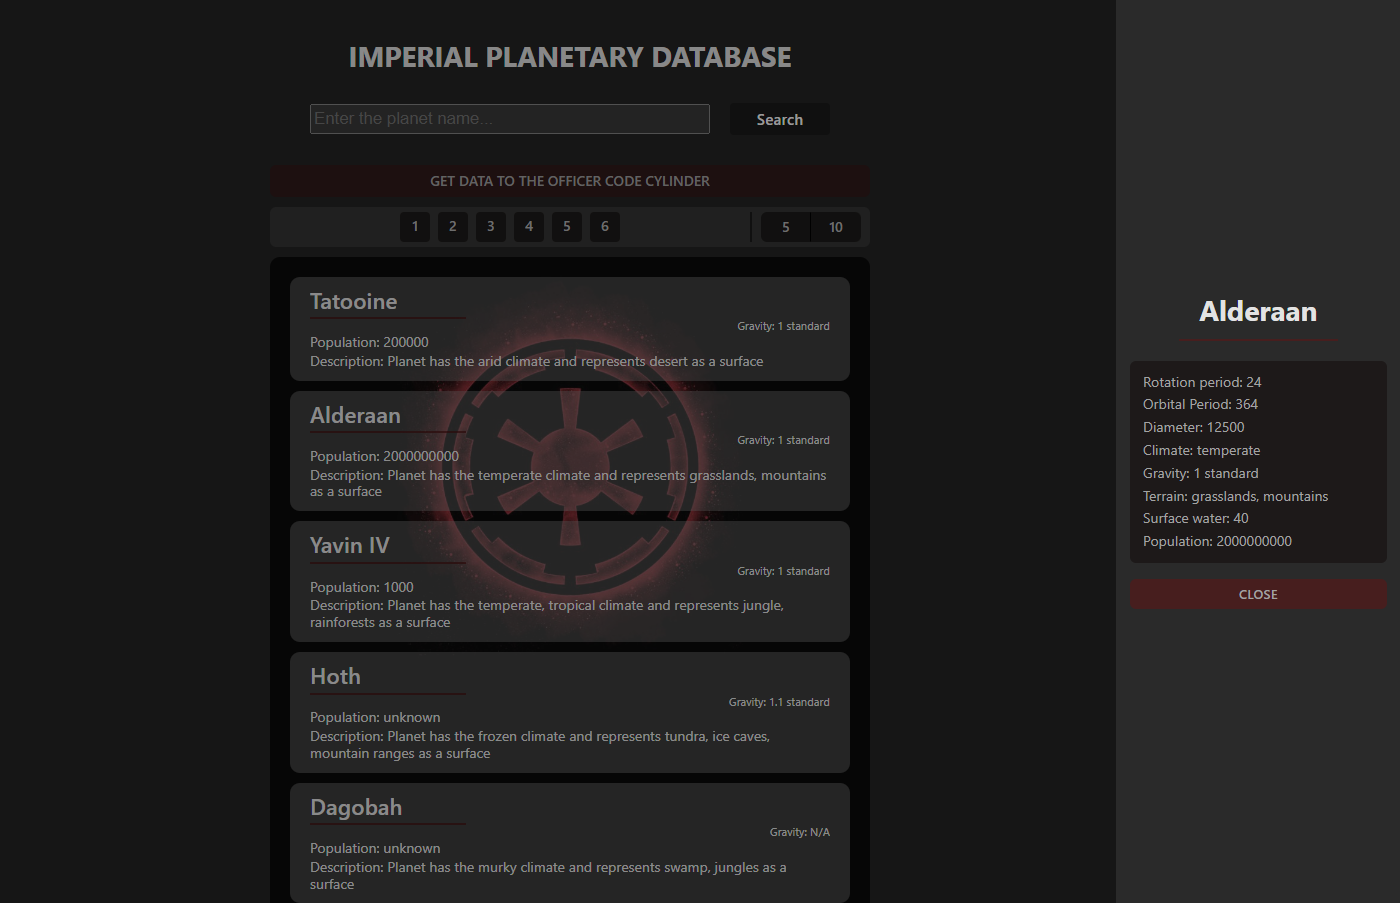 IMPERIAL PLANETARY DATABASE
Enter the planet name...
Search
GET DATA TO THE OFFICER CODE CYLINDER
1 2 3 4 5 6 5 10
Tatooine
Gravity: 1 standard
Population: 200000
Description: Planet has the arid climate and represents desert as a surface
Alderaan
Gravity: 1 standard
Population: 2000000000
Description: Planet has the temperate climate and represents grasslands, mountains
as a surface
Yavin IV
Gravity: 1 standard
Population: 1000
Description: Planet has the temperate, tropical climate and represents jungle,
rainforests as a surface
Hoth
Gravity: 1.1 standard
Population: unknown
Description: Planet has the frozen climate and represents tundra, ice caves,
mountain ranges as a surface
Dagobah
Gravity: N/A
Population: unknown
Description: Planet has the murky climate and represents swamp, jungles as a
surface
Alderaan
Rotation period: 24
Orbital Period: 364
Diameter: 12500
Climate: temperate
Gravity: 1 standard
Terrain: grasslands, mountains
Surface water: 40
Population: 2000000000
CLOSE